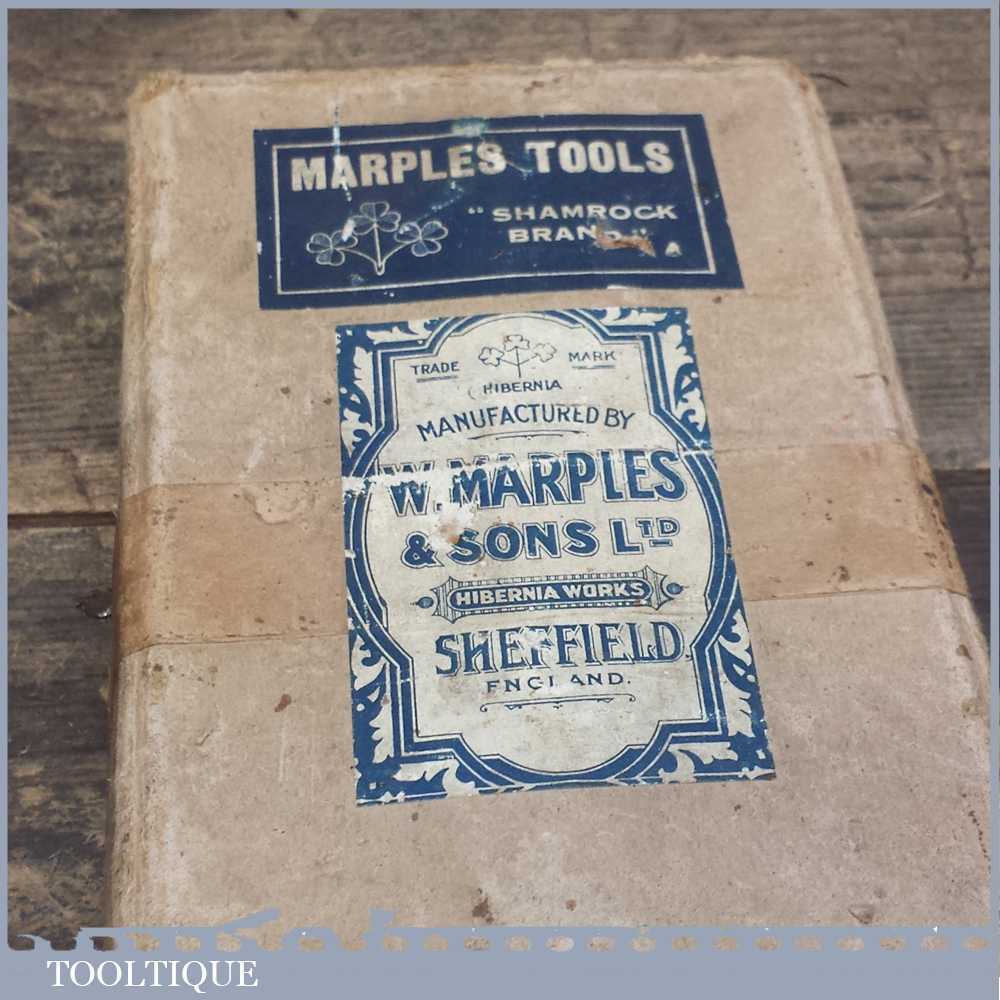 MARPLES TOOLS
"SHAMROCK
BRAND"
A
TRADE MARK
HIBERNIA
MANUFACTURED BY
W. MARPLES
& SONS LTD
HIBERNIA WORKS
SHEFFIELD,
ENGLAND.
TOOLTIQUE